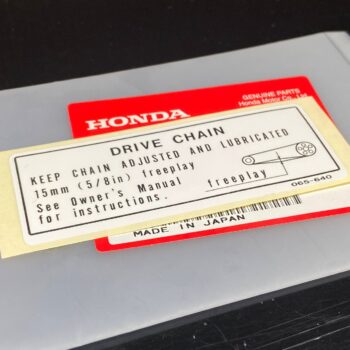 HONDA
GENUINE PARTS
Honda Motor Co., Ltd.
DRIVE CHAIN
KEEP CHAIN ADJUSTED AND LUBRICATED
15mm (5/8in) freeplay
See Owner's Manual
for instructions.
freeplay
065-640
MADE IN JAPAN